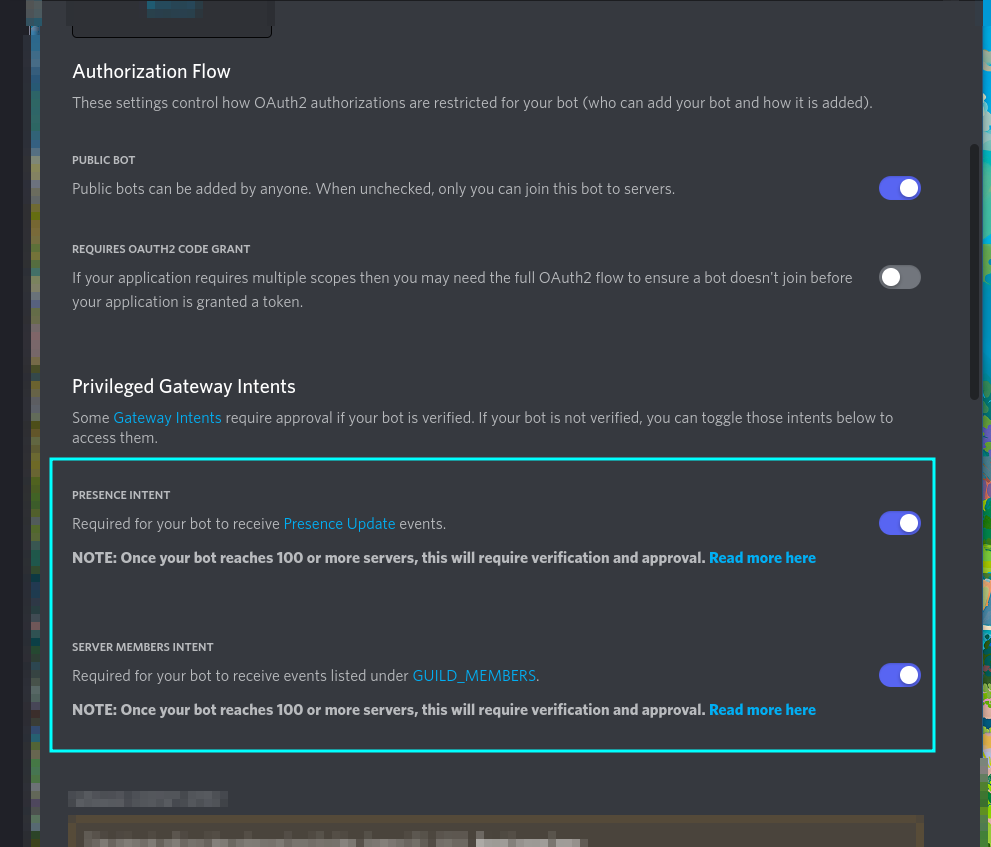 Authorization Flow
These settings control how OAuth2 authorizations are restricted for your bot (who can add your bot and how it is added).
PUBLIC BOT
Public bots can be added by anyone. When unchecked, only you can join this bot to servers.
REQUIRES OAUTH2 CODE GRANT
If your application requires multiple scopes then you may need the full OAuth2 flow to ensure a bot doesn't join before
your application is granted a token.
Privileged Gateway Intents
Some Gateway Intents require approval if your bot is verified. If your bot is not verified, you can toggle those intents below to
access them.
PRESENCE INTENT
Required for your bot to receive Presence Update events.
NOTE: Once your bot reaches 100 or more servers, this will require verification and approval. Read more here
SERVER MEMBERS INTENT
Required for your bot to receive events listed under GUILD_MEMBERS.
NOTE: Once your bot reaches 100 or more servers, this will require verification and approval. Read more here